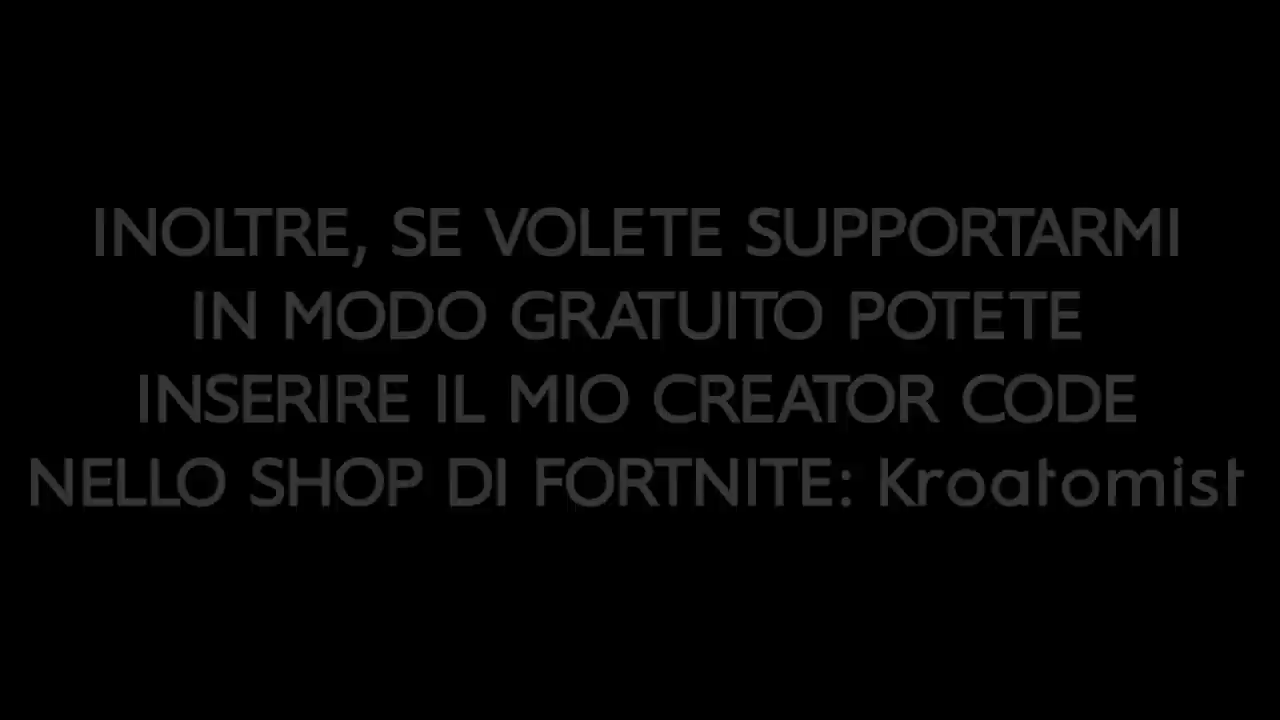 INOLTRE, SE VOLETE SUPPORTARMI
IN MODO GRATUITO POTETE
INSERIRE IL MIO CREATOR CODE
NELLO SHOP DI FORTNITE: Kroatomist